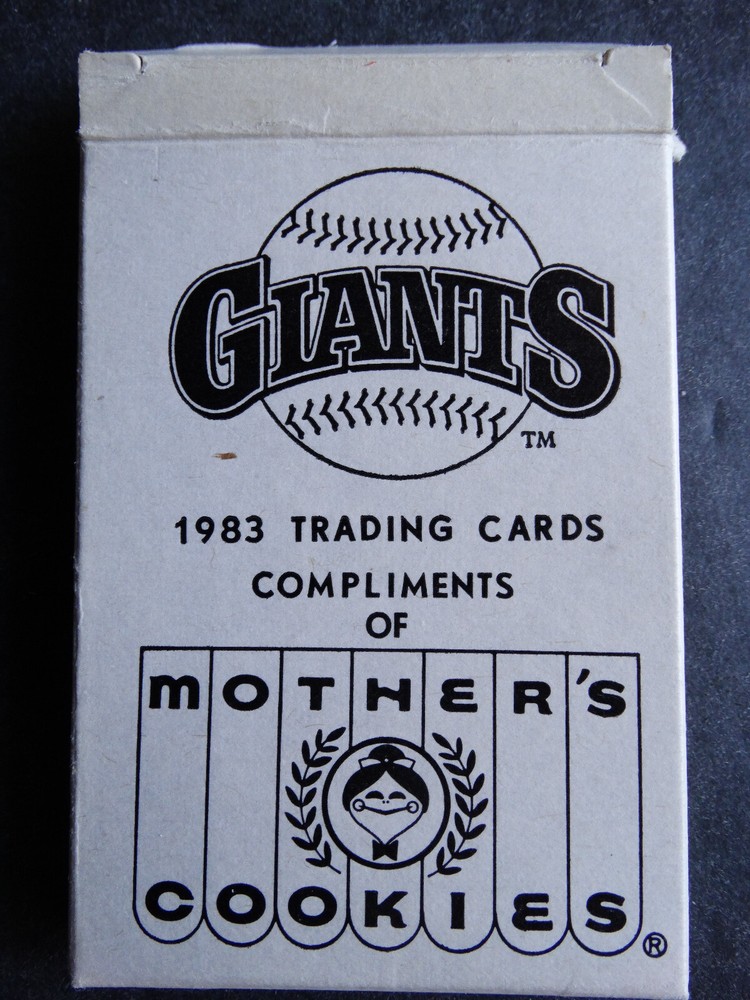 GIANTS
TM
1983 TRADING CARDS
COMPLIMENTS
OF
MOTHER'S
COOKIES
®